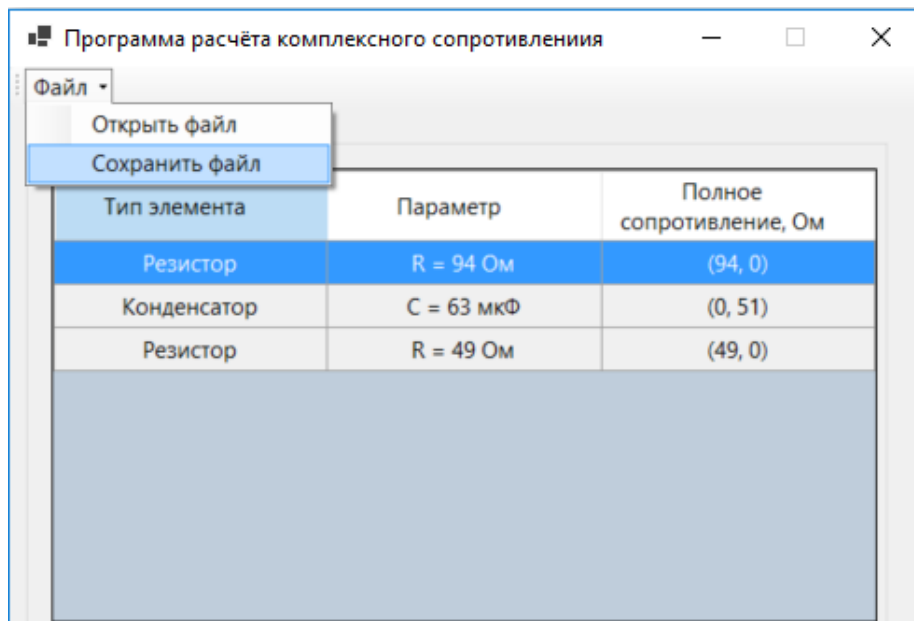 Программа расчёта комплексного сопротивлениия
Файл
Открыть файл
Сохранить файл
Тип элемента
Параметр
Полное
сопротивление, Ом
Резистор
R = 94 Ом
(94, 0)
Конденсатор
C = 63 мкФ
(0, 51)
Резистор
R = 49 Ом
(49, 0)